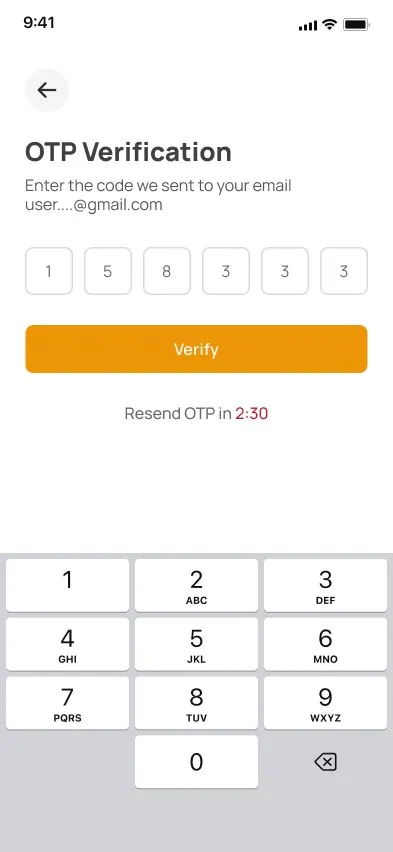 9:41
OTP Verification
Enter the code we sent to your email
user....@gmail.com
1 5 8 3 3 3
Verify
Resend OTP in 2:30
1 2 3
ABC DEF
4 5 6
GHI JKL MNO
7 8 9
PQRS TUV WXYZ
0